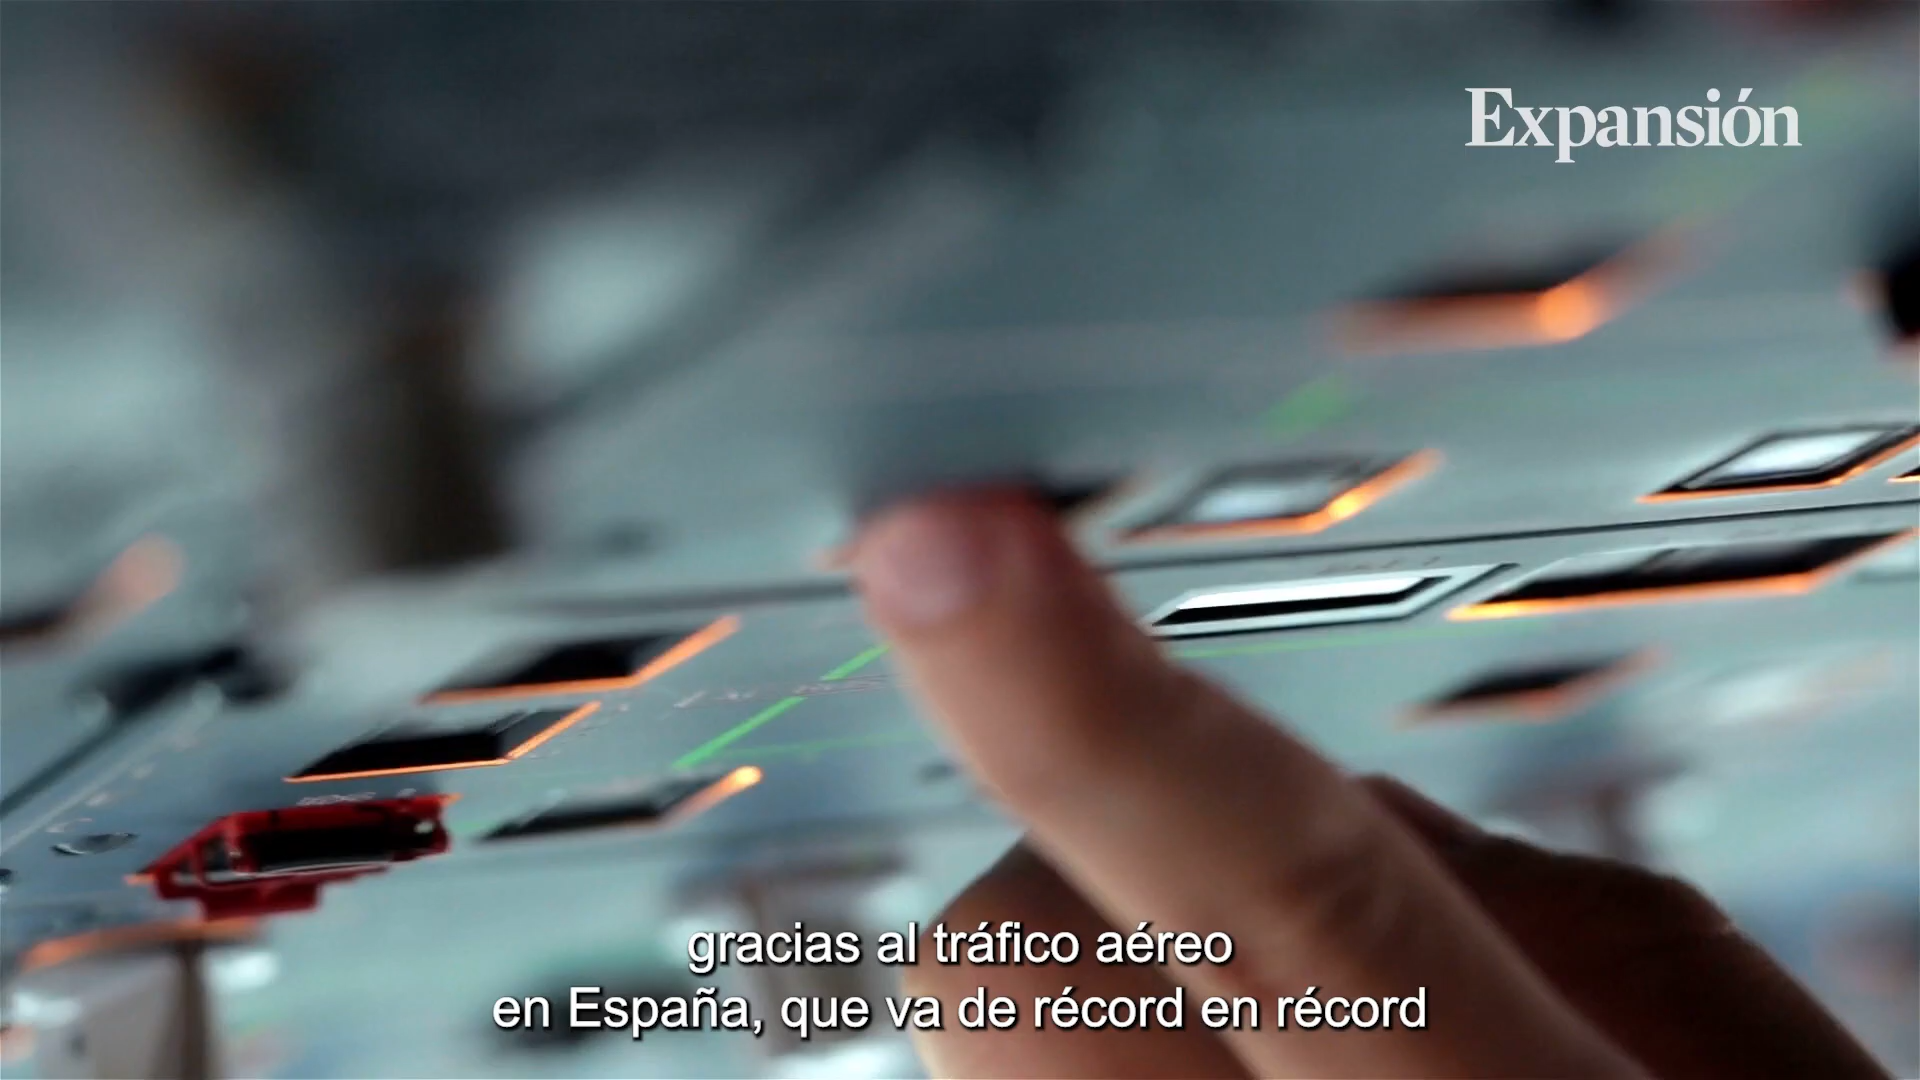 Expansión
gracias al tráfico aéreo
en España, que va de récord en récord